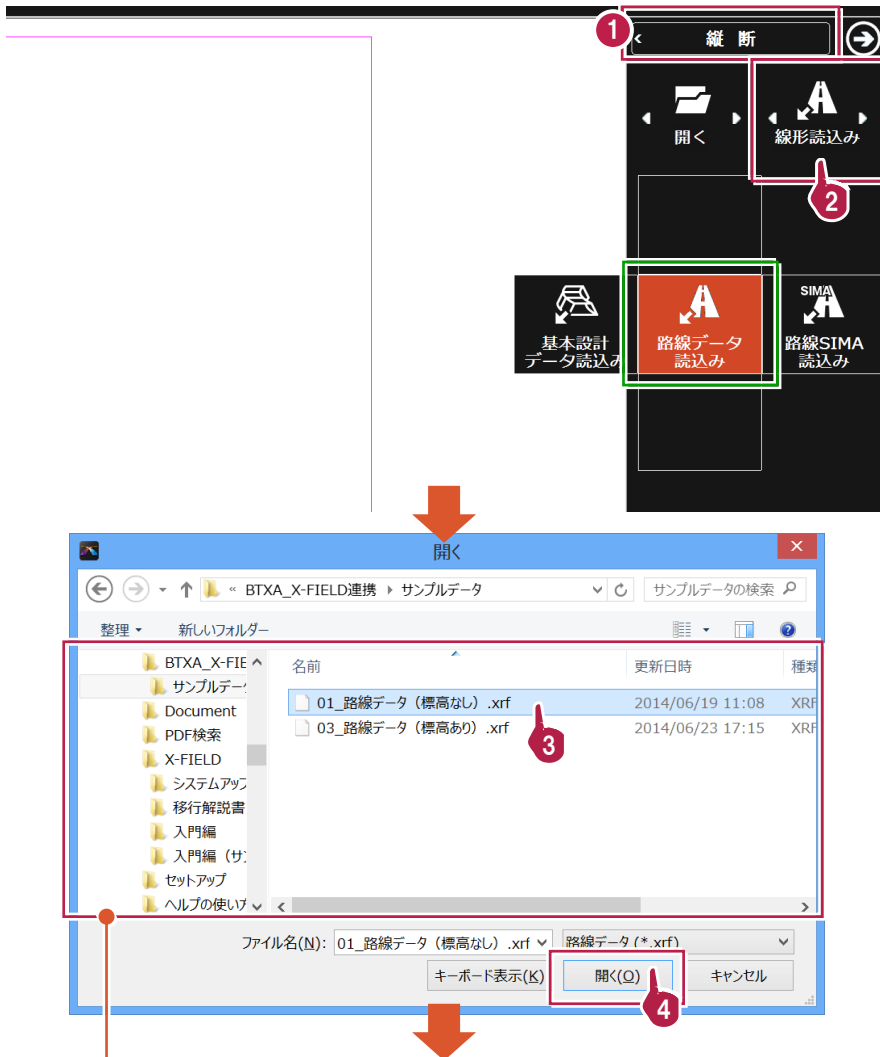 1
< 縦 断
開く
線形読込み
2
基本設計
データ読込み
路線データ
読込み
SIMA
路線SIMA
読込み
開く
×
« BTXA_X-FIELD連携 サンプルデータ
サンプルデータの検索
整理
新しいフォルダー
BTXA_X-FIE
サンプルデー
Document
PDF検索
X-FIELD
システムアップ
移行解説書
入門編
入門編（サン
セットアップ
ヘルプの使い方
名前
更新日時
種類
01_路線データ（標高なし）.xrf
2014/06/19 11:08
XRF
03_路線データ（標高あり）.xrf
2014/06/23 17:15
XRF
3
ファイル名(N):
01_路線データ（標高なし）.xrf
路線データ (*.xrf)
キーボード表示(K)
開く(O)
キャンセル
4